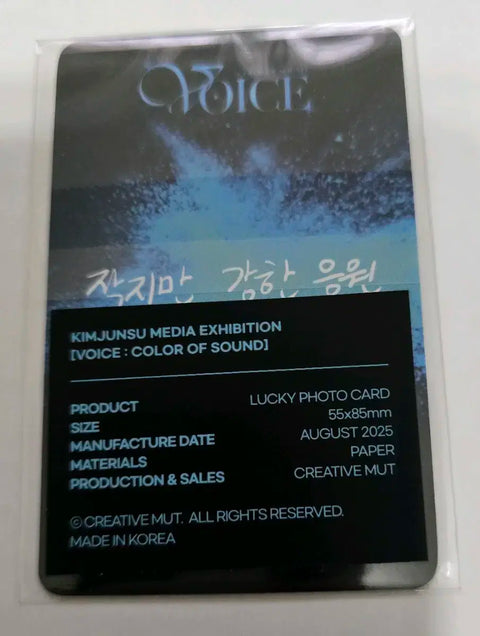 VOICE
작지만 강한 응원
KIMJUNSU MEDIA EXHIBITION
[VOICE : COLOR OF SOUND]
PRODUCT LUCKY PHOTO CARD
SIZE 55x85mm
MANUFACTURE DATE AUGUST 2025
MATERIALS PAPER
PRODUCTION & SALES CREATIVE MUT
ⓒ CREATIVE MUT. ALL RIGHTS RESERVED.
MADE IN KOREA